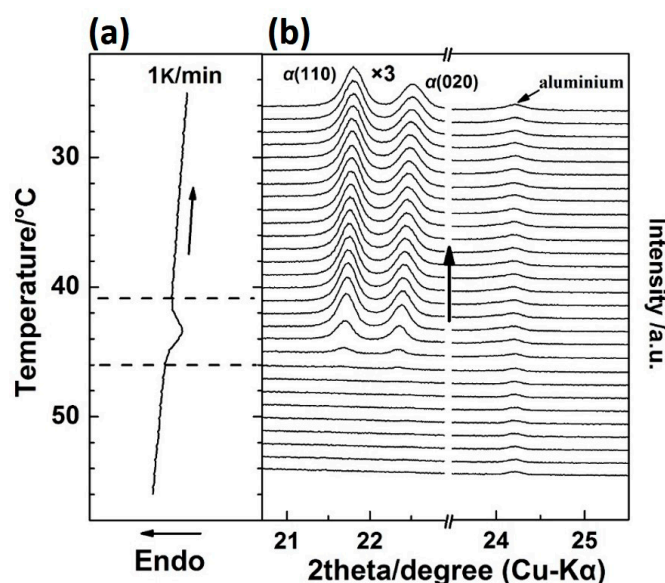 (a)
(b)
1K/min
α(110) ×3
α(020)
aluminium
30
40
50
Temperature/°C
Intensity /a.u.
21 22 24 25
Endo
2theta/degree (Cu-Kα)